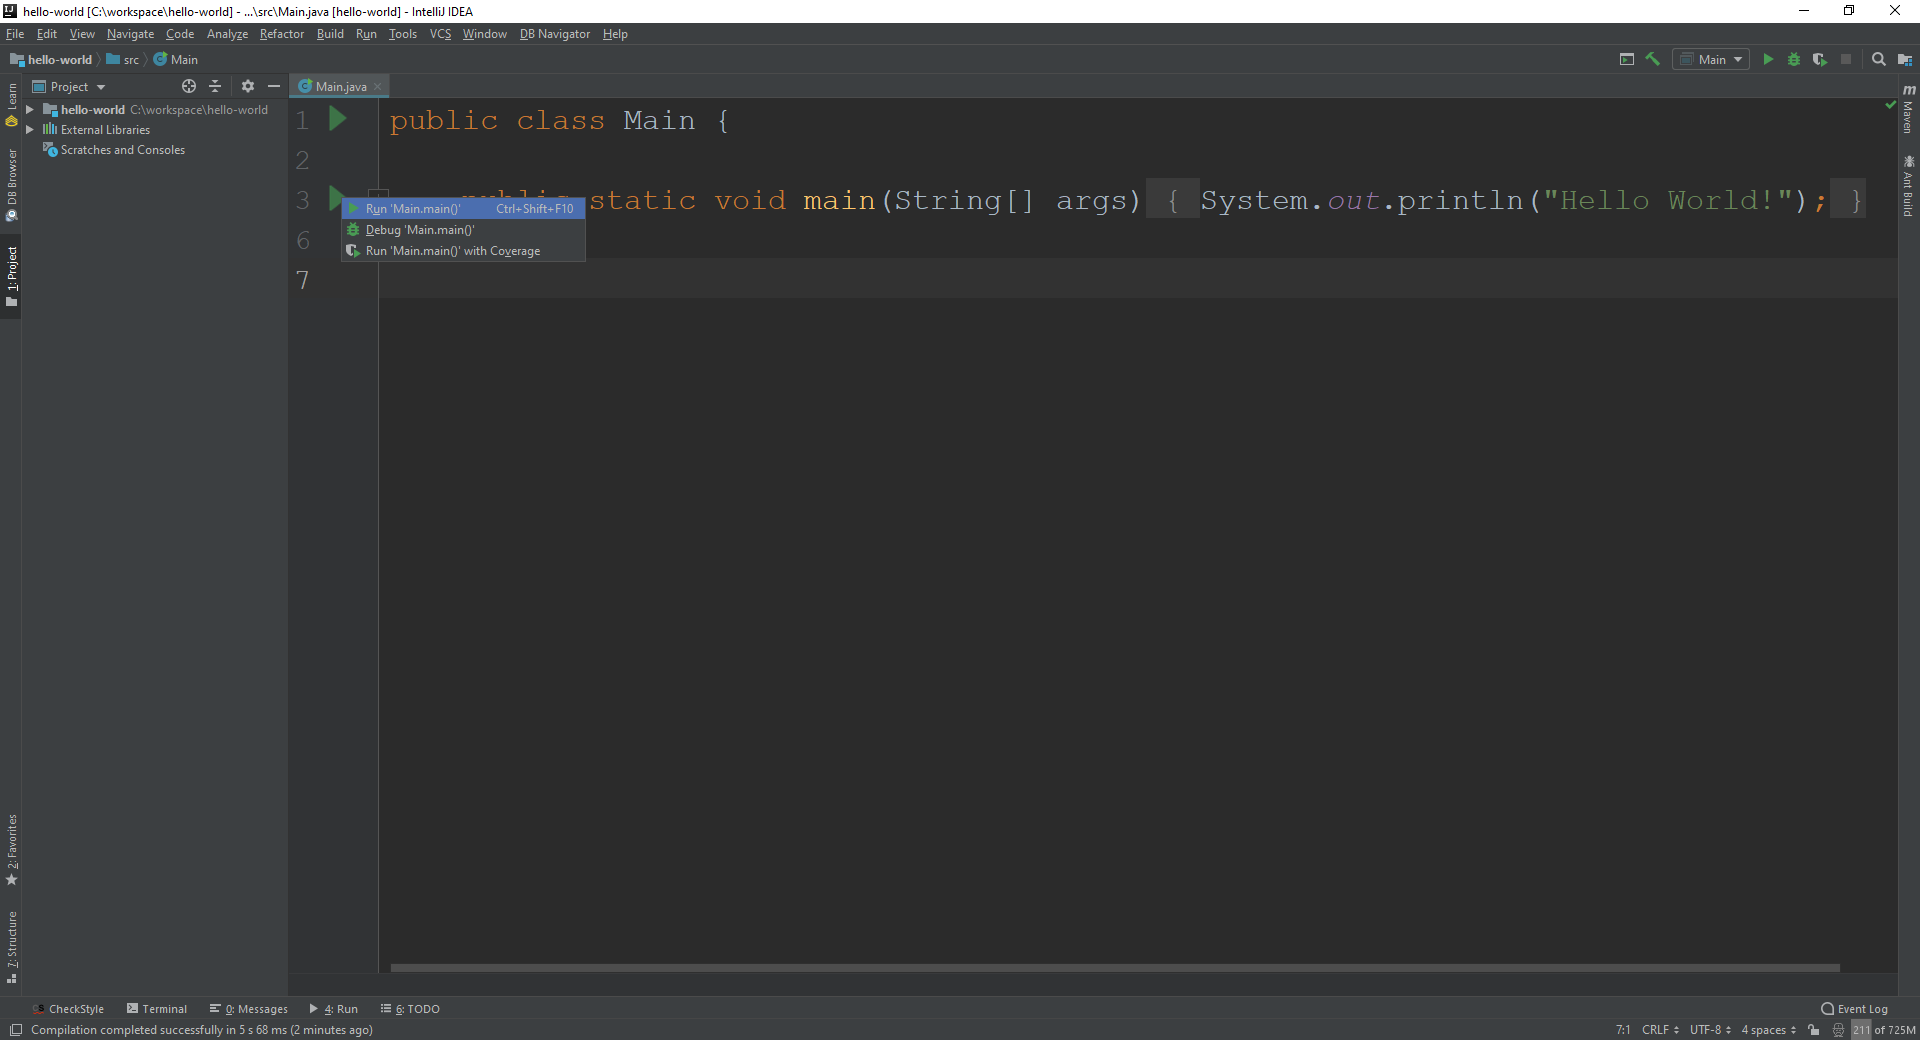 hello-world [C:\workspace\hello-world] - ...\src\Main.java [hello-world] - IntelliJ IDEA
File Edit View Navigate Code Analyze Refactor Build Run Tools VCS Window DB Navigator Help
hello-world src Main
Main
Project
Main.java
hello-world C:\workspace\hello-world
External Libraries
Scratches and Consoles
Learn
DB Browser
1: Project
2: Favorites
7: Structure
1 public class Main {
2
3 public static void main(String[] args) { System.out.println("Hello World!"); }
6
7
Run 'Main.main()' Ctrl+Shift+F10
Debug 'Main.main()'
Run 'Main.main()' with Coverage
m Maven
Ant Build
CheckStyle Terminal 0: Messages 4: Run 6: TODO Event Log
Compilation completed successfully in 5 s 68 ms (2 minutes ago) 7:1 CRLF UTF-8 4 spaces 211 of 725M